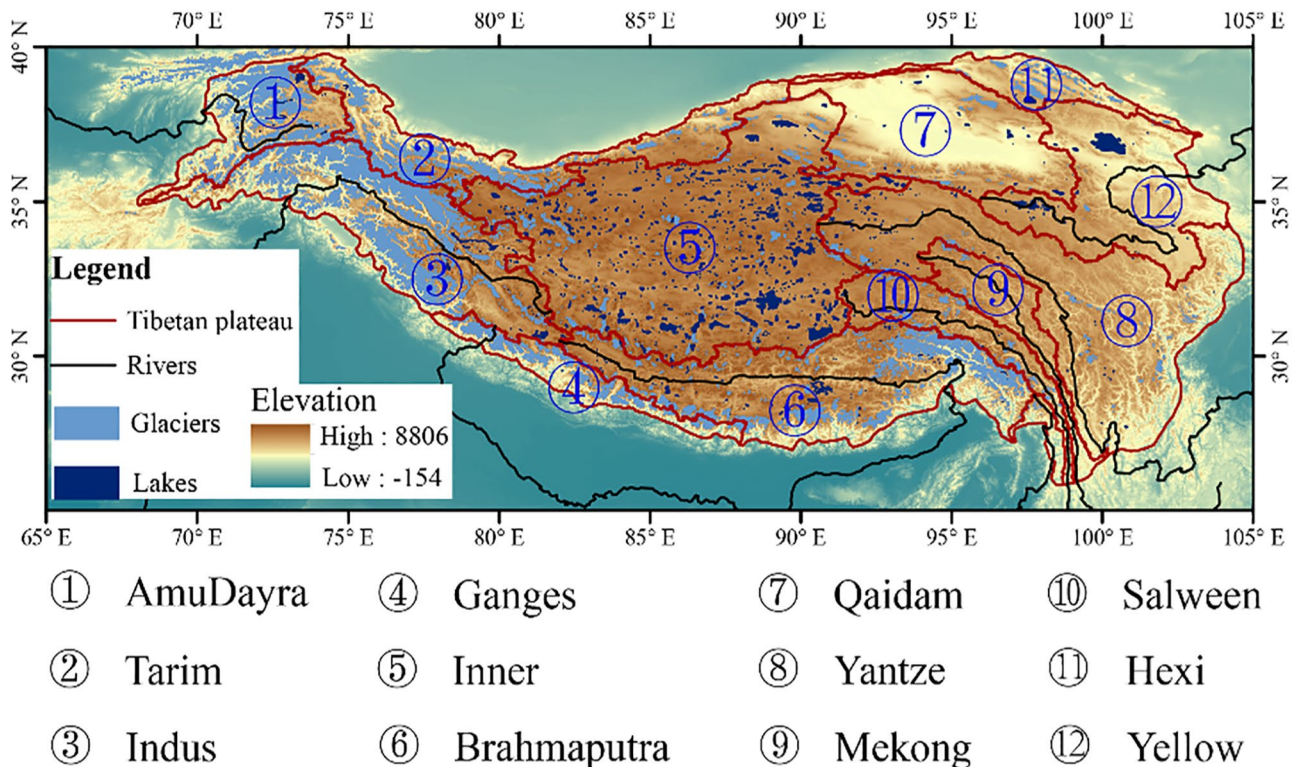 70° E 75° E 80° E 85° E 90° E 95° E 100° E 105° E
40° N
35° N
30° N
35° N
30° N
① ② ③ ④ ⑤ ⑥ ⑦ ⑧ ⑨ ⑩ ⑪ ⑫
Legend
Tibetan plateau
Rivers
Glaciers
Lakes
Elevation
High : 8806
Low : -154
65° E 70° E 75° E 80° E 85° E 90° E 95° E 100° E 105° E
① AmuDayra ④ Ganges ⑦ Qaidam ⑩ Salween
② Tarim ⑤ Inner ⑧ Yantze ⑪ Hexi
③ Indus ⑥ Brahmaputra ⑨ Mekong ⑫ Yellow